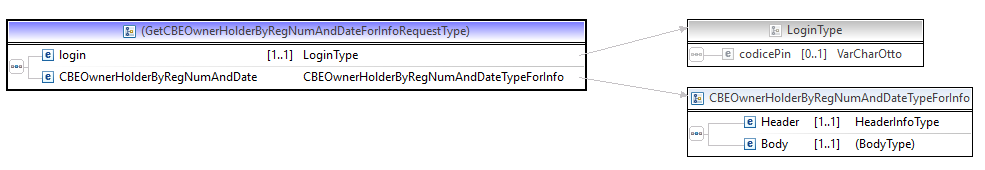 (GetCBEOwnerHolderByRegNumAndDateForInfoRequestType)
login [1..1] LoginType
CBEOwnerHolderByRegNumAndDate CBEOwnerHolderByRegNumAndDateTypeForInfo
LoginType
codicePin [0..1] VarCharOtto
CBEOwnerHolderByRegNumAndDateTypeForInfo
Header [1..1] HeaderInfoType
Body [1..1] (BodyType)